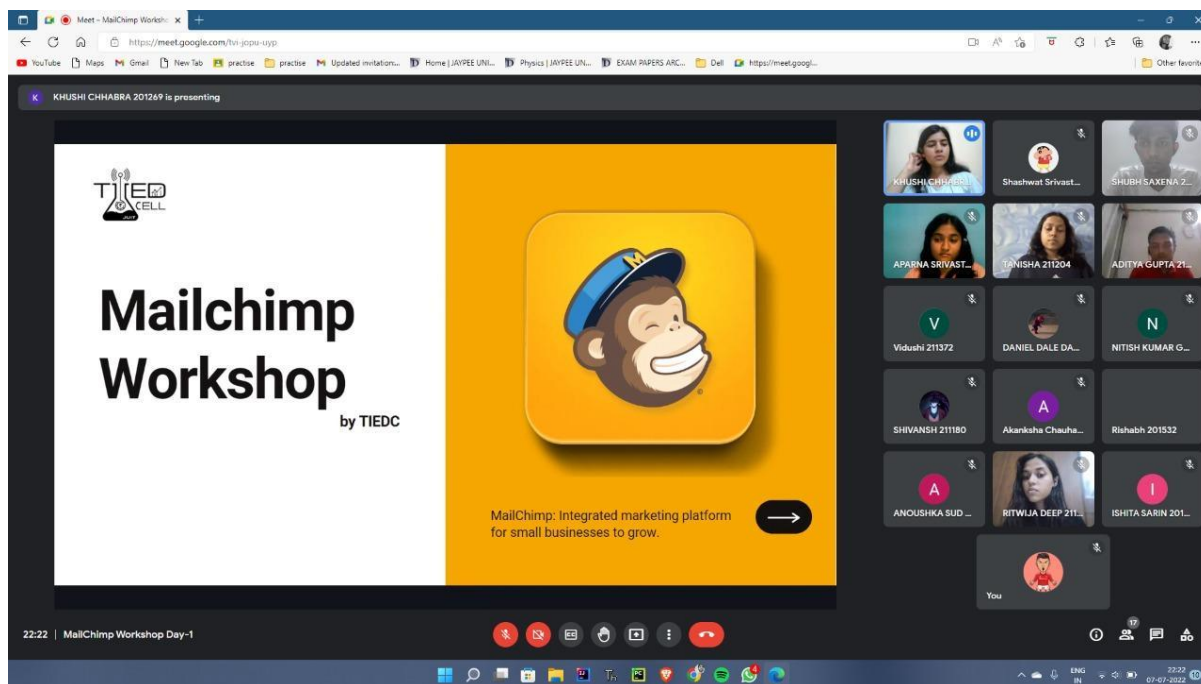 Meet – MailChimp Worksho
https://meet.google.com/tvi-jopu-uyp
YouTube Maps Gmail New Tab practise practise Updated invitation... Home | JAYPEE UNI... Physics | JAYPEE UN... EXAM PAPERS ARC... Dell https://meet.googl... Other favorite
K KHUSHI CHHABRA 201269 is presenting
TIED
CELL
JUIT
Mailchimp
Workshop
by TIEDC
M
MailChimp: Integrated marketing platform
for small businesses to grow.
KHUSHI CHHAB Shashwat Srivast... SHUBH SAXENA 2...
APARNA SRIVAST... TANISHA 211204 ADITYA GUPTA 21...
V N
Vidushi 211372 DANIEL DALE DA... NITISH KUMAR G...
A
SHIVANSH 211180 Akanksha Chauha... Rishabh 201532
A I
ANOUSHKA SUD ... RITWIJA DEEP 211... ISHITA SARIN 201...
You
22:22 | MailChimp Workshop Day-1
17
ENG 22:22
IN 07-07-2022